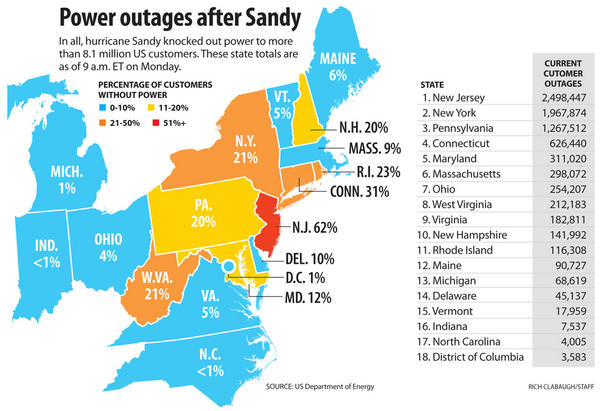 Power outages after Sandy
In all, hurricane Sandy knocked out power to more
than 8.1 million US customers. These state totals are
as of 9 a.m. ET on Monday.
PERCENTAGE OF CUSTOMERS
WITHOUT POWER
0-10% 11-20%
21-50% 51%+
MAINE
6%
VT.
5%
N.H. 20%
N.Y.
21%
MASS. 9%
R.I. 23%
CONN. 31%
MICH.
1%
PA.
20%
N.J. 62%
IND.
<1%
OHIO
4%
DEL. 10%
D.C. 1%
MD. 12%
W.VA.
21%
VA.
5%
N.C.
<1%
SOURCE: US Department of Energy
STATE
CURRENT
CUTOMER
OUTAGES
1. New Jersey 2,498,447
2. New York 1,967,874
3. Pennsylvania 1,267,512
4. Connecticut 626,440
5. Maryland 311,020
6. Massachusetts 298,072
7. Ohio 254,207
8. West Virginia 212,183
9. Virginia 182,811
10. New Hampshire 141,992
11. Rhode Island 116,308
12. Maine 90,727
13. Michigan 68,619
14. Delaware 45,137
15. Vermont 17,959
16. Indiana 7,537
17. North Carolina 4,005
18. District of Columbia 3,583
RICH CLABAUGH/STAFF